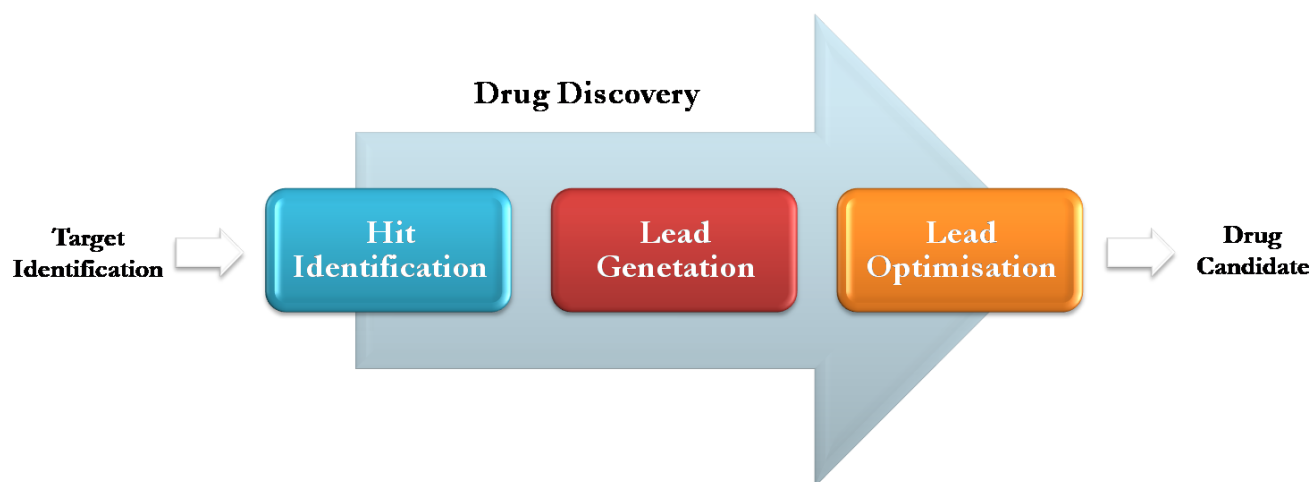 Drug Discovery
Target
Identification
Hit
Identification
Lead
Genetation
Lead
Optimisation
Drug
Candidate